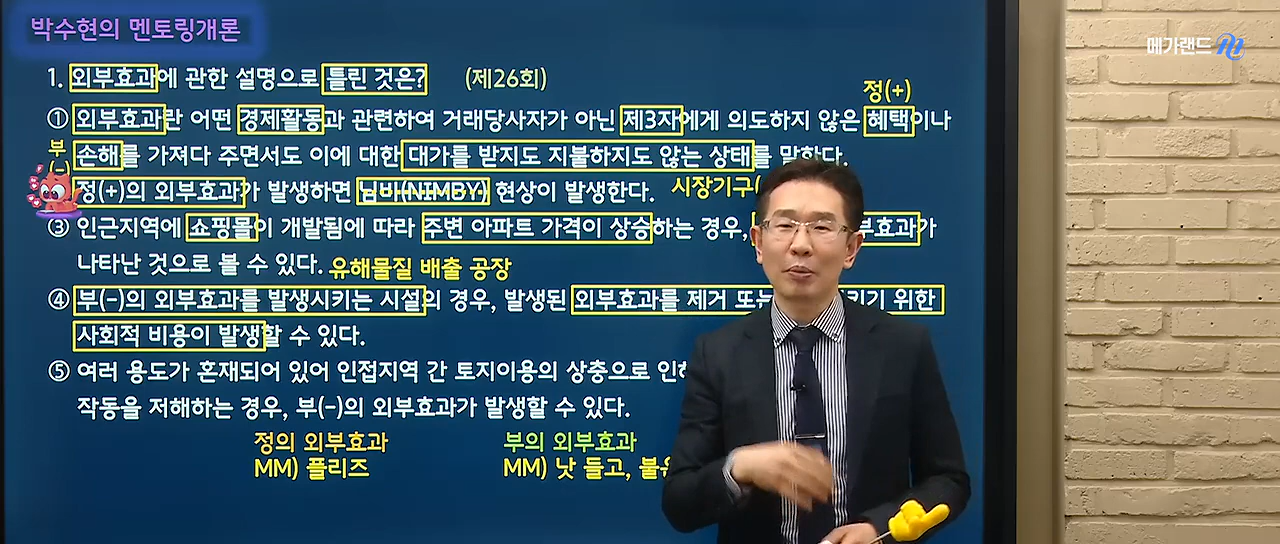 박수현의 멘토링개론
메가랜드
1. 외부효과에 관한 설명으로 틀린 것은? (제26회)
정(+)
① 외부효과란 어떤 경제활동과 관련하여 거래당사자가 아닌 제3자에게 의도하지 않은 혜택이나
부(-)
손해를 가져다 주면서도 이에 대한 대가를 받지도 지불하지도 않는 상태를 말한다.
정(+)의 외부효과가 발생하면 님비(NIMBY) 현상이 발생한다. 시장기구(
③ 인근지역에 쇼핑몰이 개발됨에 따라 주변 아파트 가격이 상승하는 경우, 부효과가
나타난 것으로 볼 수 있다. 유해물질 배출 공장
④ 부(-)의 외부효과를 발생시키는 시설의 경우, 발생된 외부효과를 제거 또는 키기 위한
사회적 비용이 발생할 수 있다.
⑤ 여러 용도가 혼재되어 있어 인접지역 간 토지이용의 상충으로 인해
작동을 저해하는 경우, 부(-)의 외부효과가 발생할 수 있다.
정의 외부효과 부의 외부효과
MM) 플리즈 MM) 낫 들고, 불